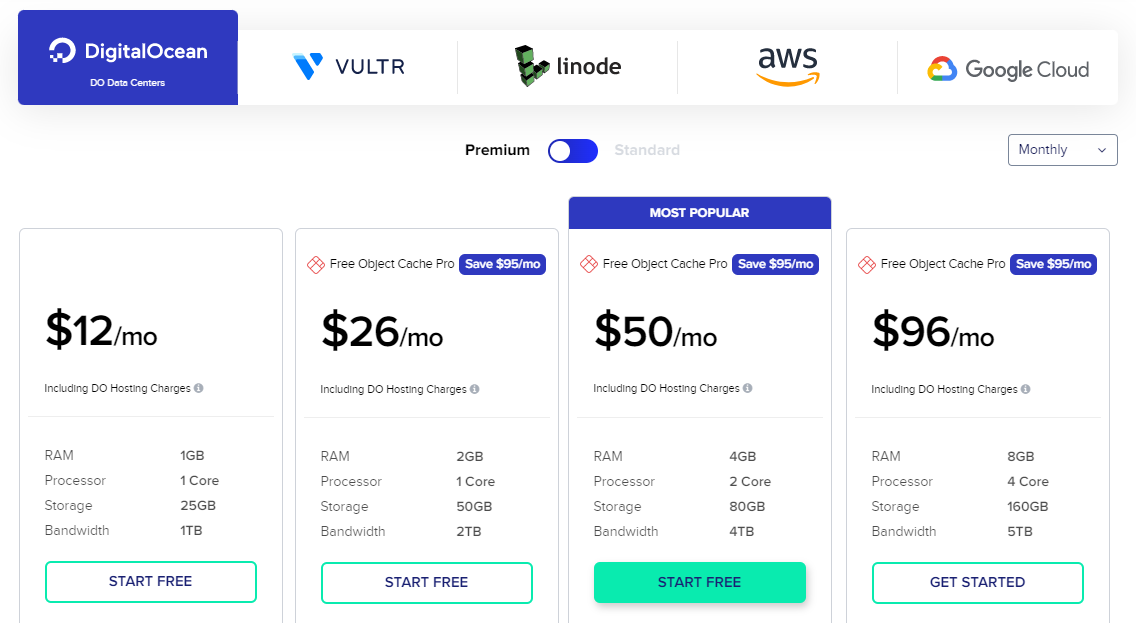 DigitalOcean
DO Data Centers
VULTR
linode
aws
Google Cloud
Premium
Standard
Monthly
MOST POPULAR
$12/mo
Including DO Hosting Charges
RAM 1GB
Processor 1 Core
Storage 25GB
Bandwidth 1TB
START FREE
Free Object Cache Pro Save $95/mo
$26/mo
Including DO Hosting Charges
RAM 2GB
Processor 1 Core
Storage 50GB
Bandwidth 2TB
START FREE
Free Object Cache Pro Save $95/mo
$50/mo
Including DO Hosting Charges
RAM 4GB
Processor 2 Core
Storage 80GB
Bandwidth 4TB
START FREE
Free Object Cache Pro Save $95/mo
$96/mo
Including DO Hosting Charges
RAM 8GB
Processor 4 Core
Storage 160GB
Bandwidth 5TB
GET STARTED